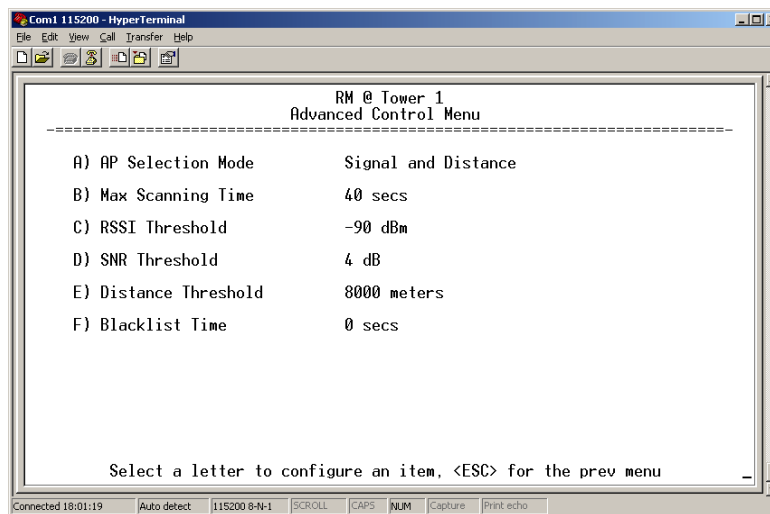 Com1 115200 - HyperTerminal
File Edit View Call Transfer Help
RM @ Tower 1
Advanced Control Menu
-==========================================================================-
A) AP Selection Mode Signal and Distance
B) Max Scanning Time 40 secs
C) RSSI Threshold -90 dBm
D) SNR Threshold 4 dB
E) Distance Threshold 8000 meters
F) Blacklist Time 0 secs
Select a letter to configure an item, <ESC> for the prev menu
Connected 18:01:19 Auto detect 115200 8-N-1 SCROLL CAPS NUM Capture Print echo